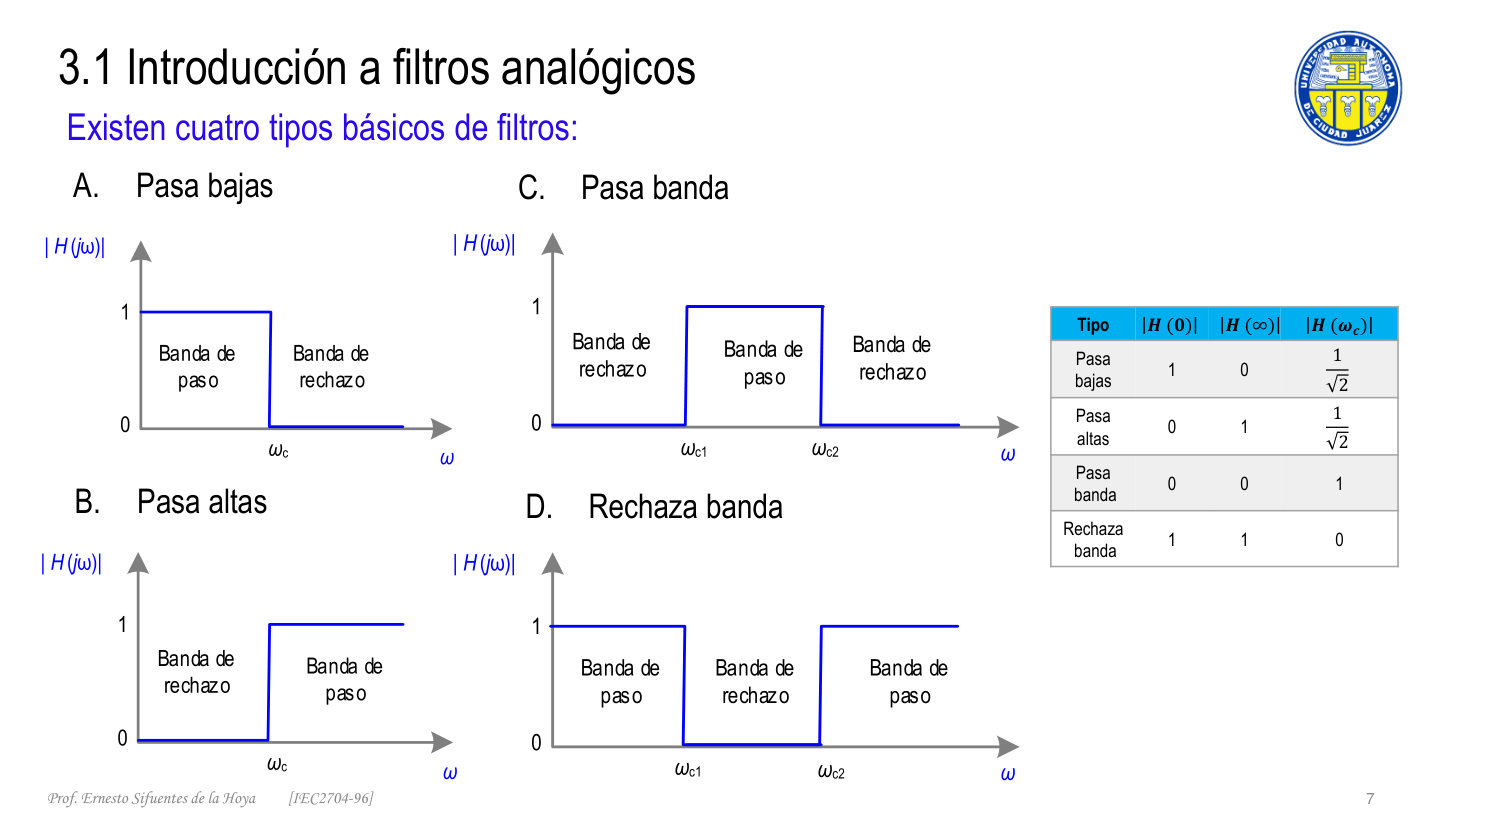 3.1 Introducción a filtros analógicos
Existen cuatro tipos básicos de filtros:
A. Pasa bajas
| H (jω)|
1
Banda de
paso
Banda de
rechazo
0
ωc
ω
B. Pasa altas
| H (jω)|
1
Banda de
rechazo
Banda de
paso
0
ωc
ω
C. Pasa banda
| H (jω)|
1
Banda de
rechazo
Banda de
paso
Banda de
rechazo
0
ωc1
ωc2
ω
D. Rechaza banda
| H (jω)|
1
Banda de
paso
Banda de
rechazo
Banda de
paso
0
ωc1
ωc2
ω
Tipo |H (0)| |H (∞)| |H (ωc)|
Pasa
bajas 1 0 1/√2
Pasa
altas 0 1 1/√2
Pasa
banda 0 0 1
Rechaza
banda 1 1 0
UNIVERSIDAD AUTONOMA
DE CIUDAD JUAREZ
Prof. Ernesto Sifuentes de la Hoya [IEC2704-96]
7